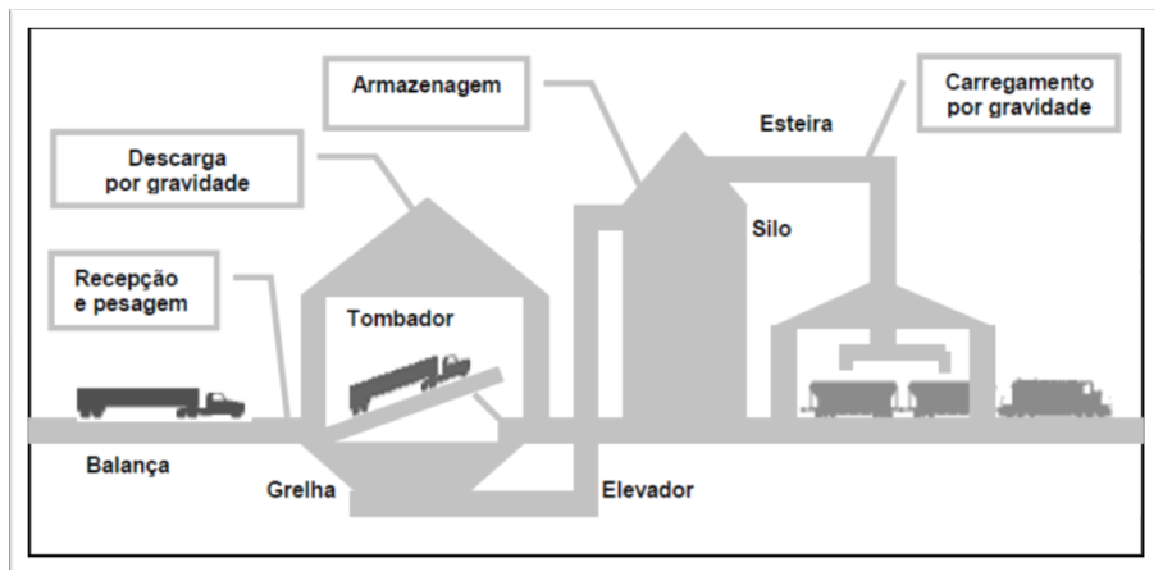 Armazenagem
Carregamento
por gravidade
Esteira
Descarga
por gravidade
Silo
Recepção
e pesagem
Tombador
Balança
Grelha
Elevador